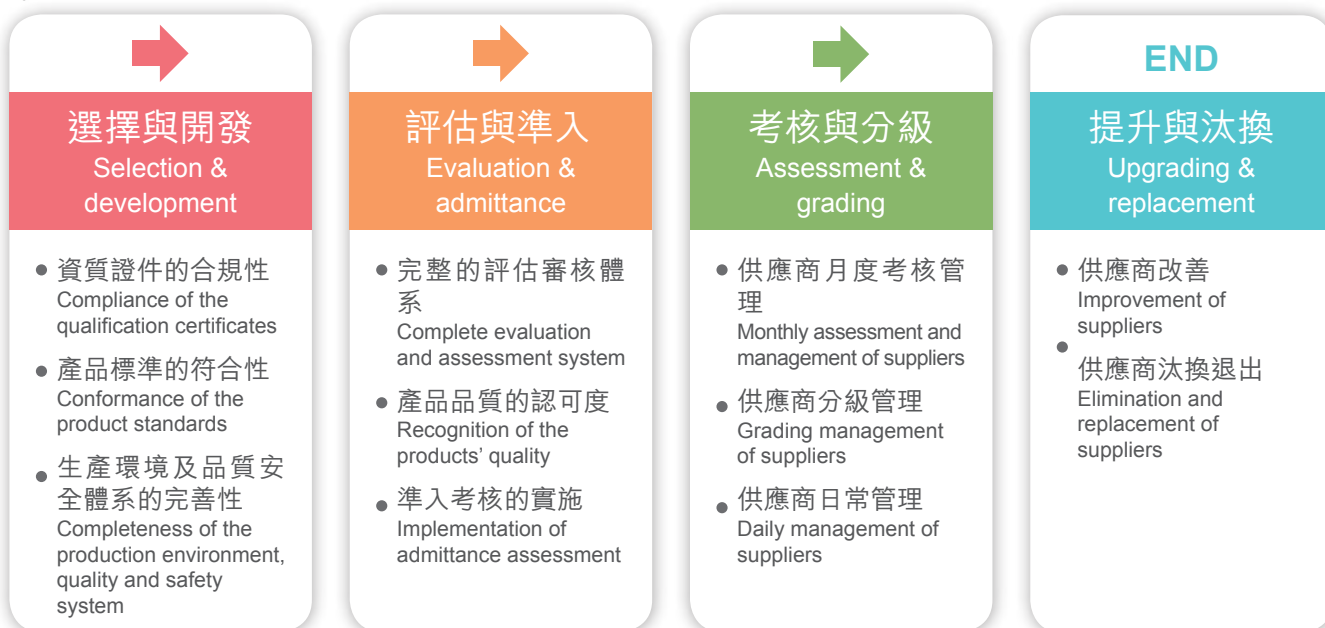 選擇與開發
Selection &
development
資質證件的合規性
Compliance of the
qualification certificates
產品標準的符合性
Conformance of the
product standards
生產環境及品質安
全體系的完善性
Completeness of the
production environment,
quality and safety
system
評估與準入
Evaluation &
admittance
完整的評估審核體
系
Complete evaluation
and assessment system
產品品質的認可度
Recognition of the
products’ quality
準入考核的實施
Implementation of
admittance assessment
考核與分級
Assessment &
grading
供應商月度考核管
理
Monthly assessment and
management of suppliers
供應商分級管理
Grading management
of suppliers
供應商日常管理
Daily management of
suppliers
END
提升與汰換
Upgrading &
replacement
供應商改善
Improvement of
suppliers
供應商汰換退出
Elimination and
replacement of
suppliers